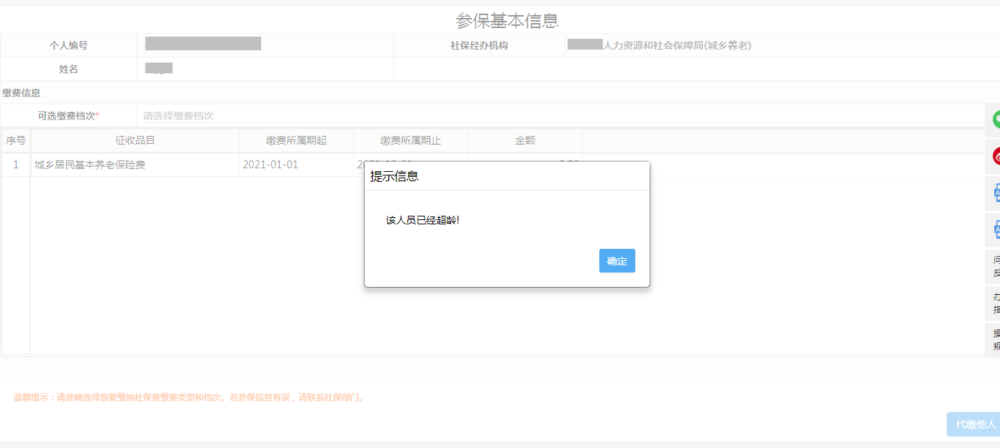 参保基本信息
个人编号
社保经办机构
人力资源和社会保障局(城乡养老)
姓名
缴费信息
可选缴费档次*
请选择缴费档次
序号
征收品目
缴费所属期起
缴费所属期止
金额
1
城乡居民基本养老保险费
2021-01-01
提示信息
该人员已经超龄!
确定
问
反
办
指
操
规
温馨提示：请准确选择您要缴纳社保费缴费类型和档次。若参保信息有误，请联系社保部门。
代缴他人